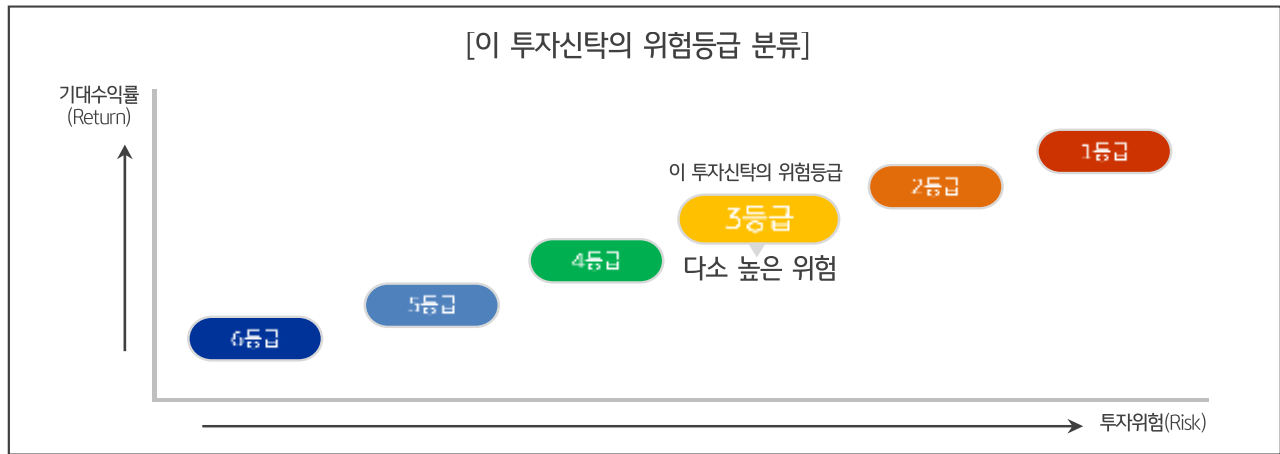 [이 투자신탁의 위험등급 분류]
기대수익률
(Return)
1등급
이 투자신탁의 위험등급
2등급
3등급
4등급
다소 높은 위험
5등급
6등급
투자위험(Risk)